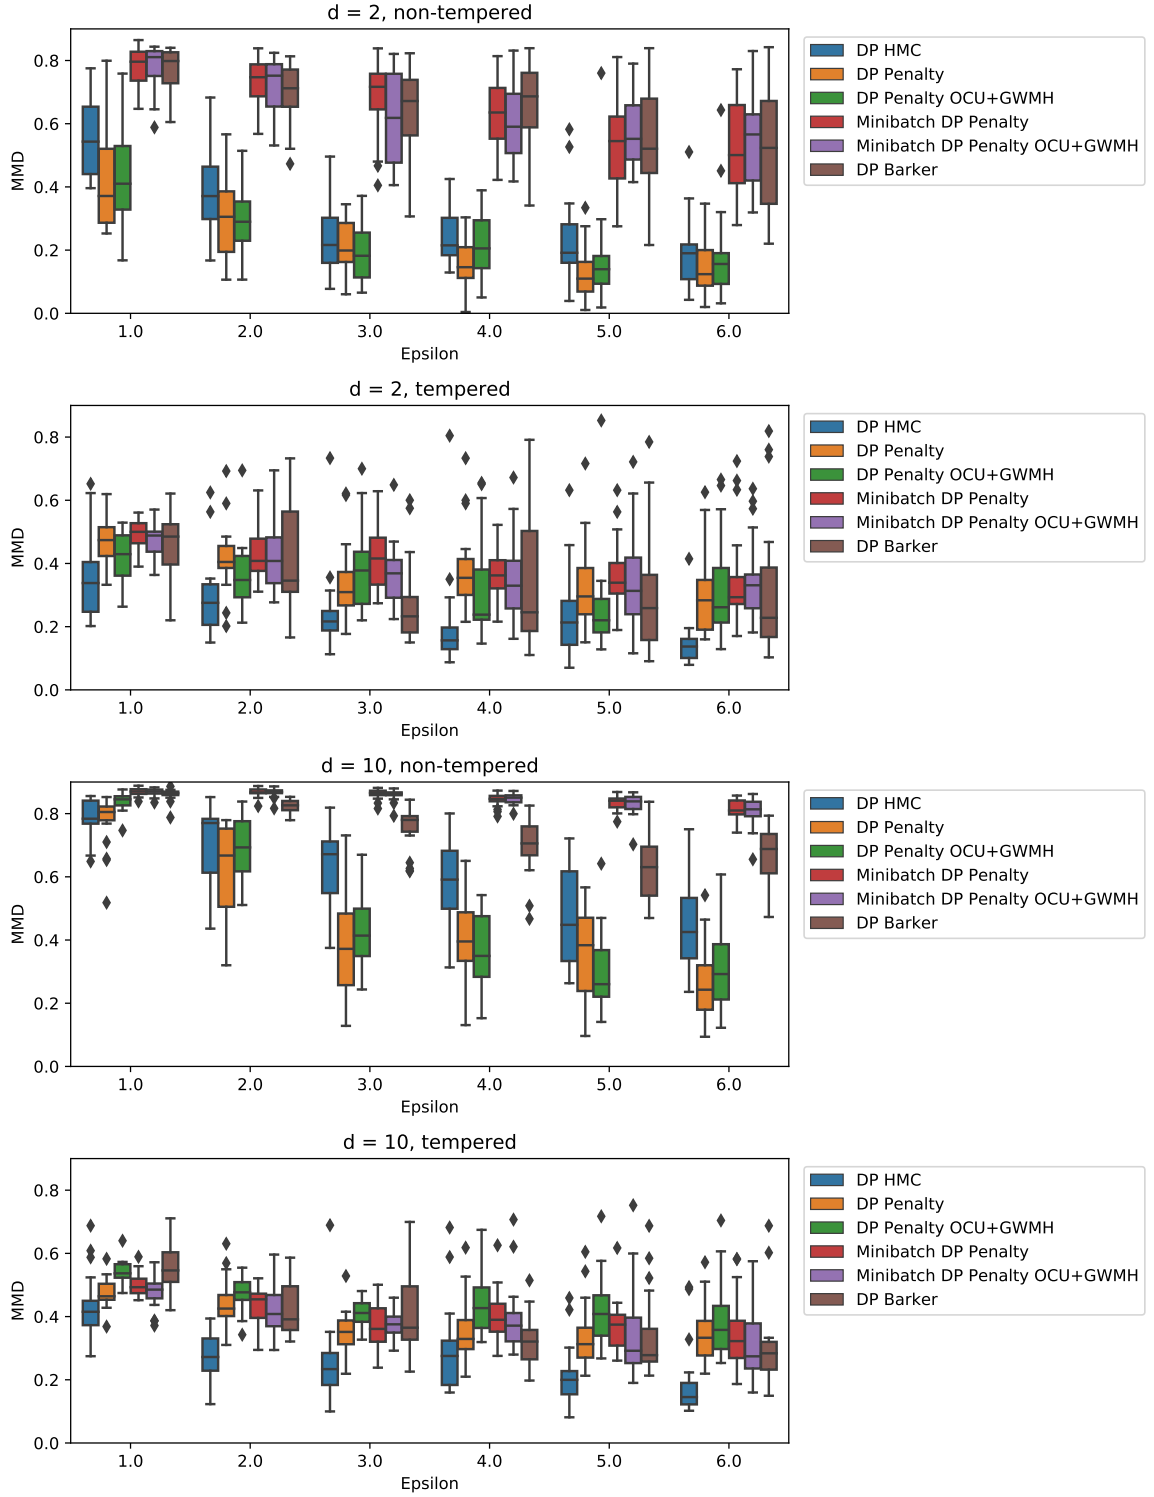 d = 2, non-tempered
MMD
0.8
0.6
0.4
0.2
0.0
1.0 2.0 3.0 4.0 5.0 6.0
Epsilon
DP HMC
DP Penalty
DP Penalty OCU+GWMH
Minibatch DP Penalty
Minibatch DP Penalty OCU+GWMH
DP Barker
d = 2, tempered
MMD
0.8
0.6
0.4
0.2
0.0
1.0 2.0 3.0 4.0 5.0 6.0
Epsilon
DP HMC
DP Penalty
DP Penalty OCU+GWMH
Minibatch DP Penalty
Minibatch DP Penalty OCU+GWMH
DP Barker
d = 10, non-tempered
MMD
0.8
0.6
0.4
0.2
0.0
1.0 2.0 3.0 4.0 5.0 6.0
Epsilon
DP HMC
DP Penalty
DP Penalty OCU+GWMH
Minibatch DP Penalty
Minibatch DP Penalty OCU+GWMH
DP Barker
d = 10, tempered
MMD
0.8
0.6
0.4
0.2
0.0
1.0 2.0 3.0 4.0 5.0 6.0
Epsilon
DP HMC
DP Penalty
DP Penalty OCU+GWMH
Minibatch DP Penalty
Minibatch DP Penalty OCU+GWMH
DP Barker